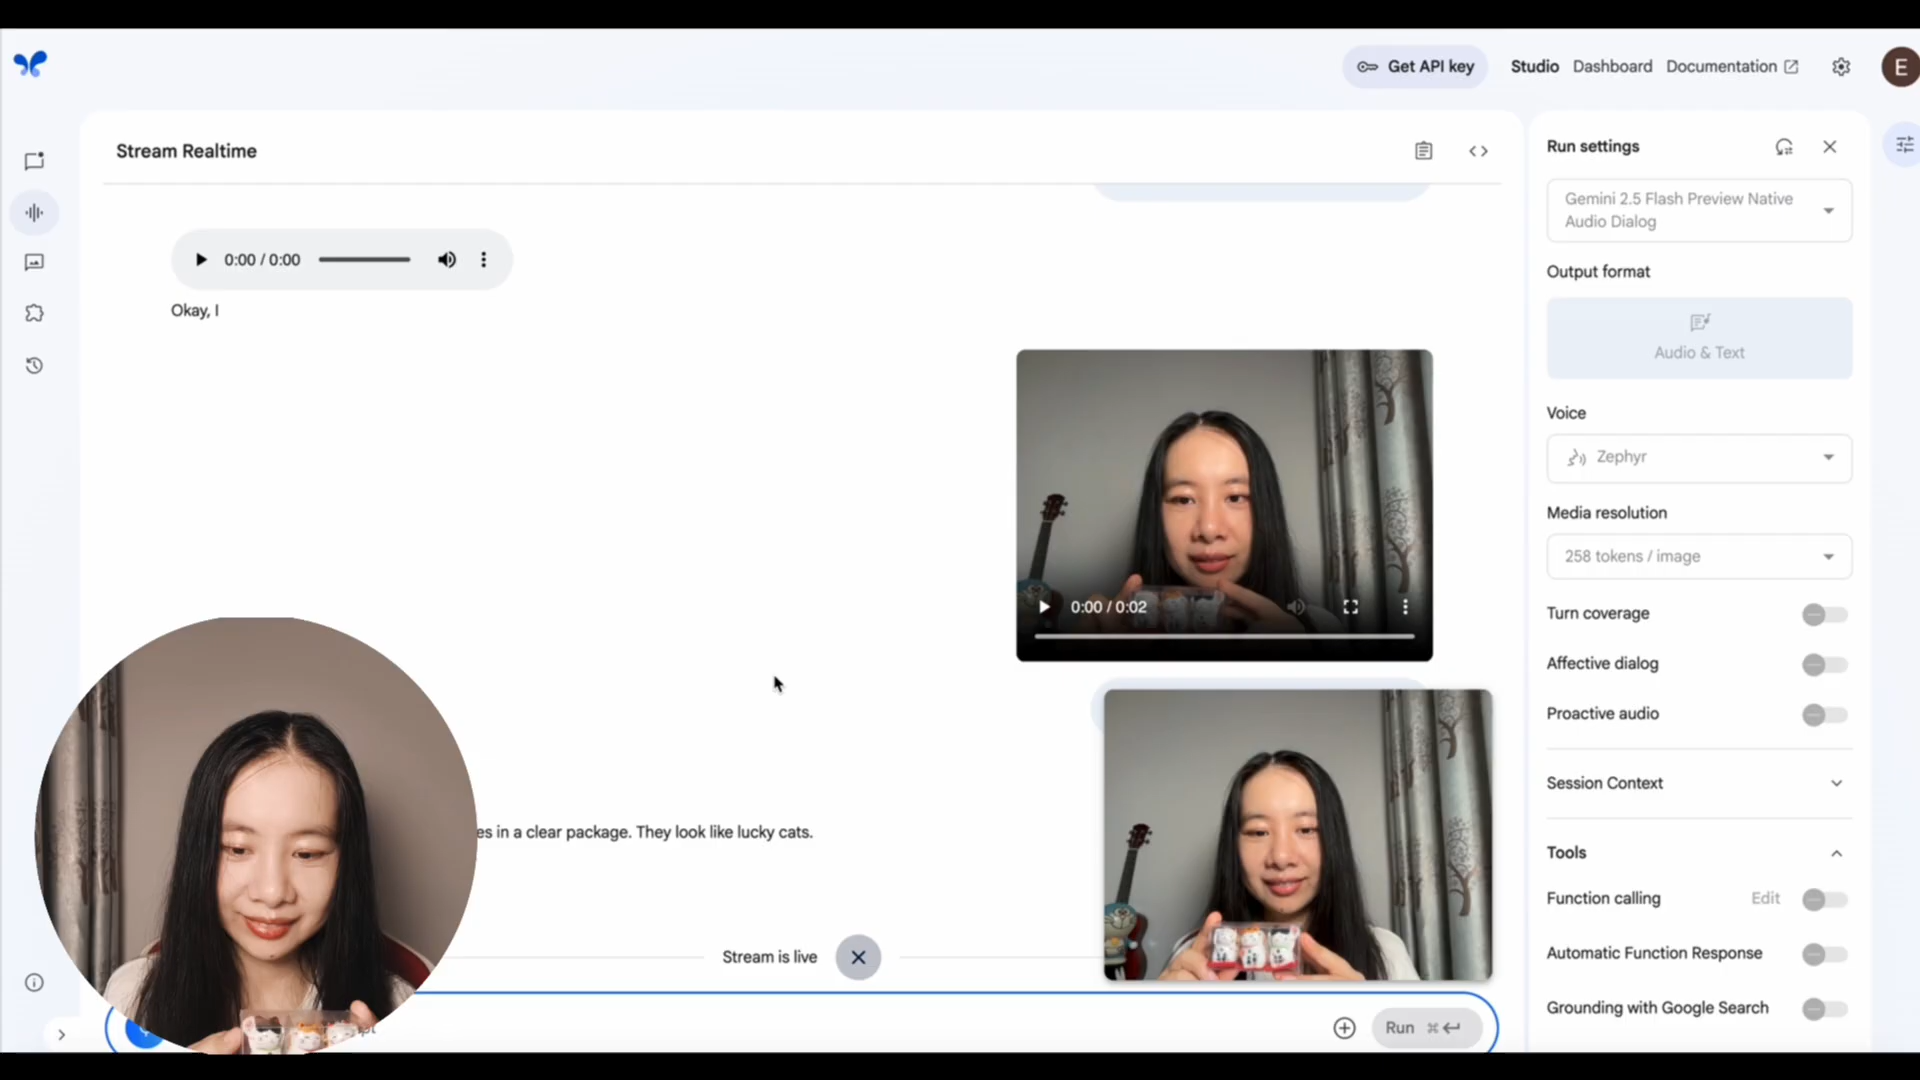 Get API key
Studio
Dashboard
Documentation
E
Stream Realtime
Run settings
Gemini 2.5 Flash Preview Native
Audio Dialog
Output format
0:00 / 0:00
Okay, I
Audio & Text
Voice
Zephyr
Media resolution
258 tokens / image
0:00 / 0:02
Turn coverage
Affective dialog
Proactive audio
Session Context
es in a clear package. They look like lucky cats.
Tools
Function calling Edit
Stream is live
Automatic Function Response
Grounding with Google Search
Run ⌘↵